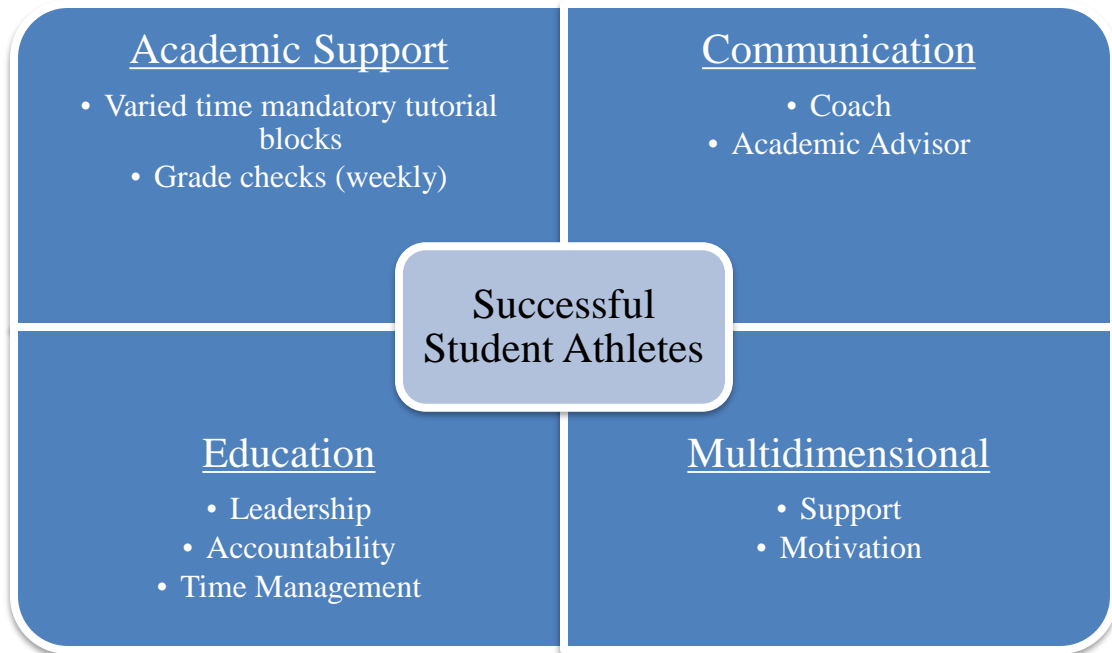 Academic Support
• Varied time mandatory tutorial
blocks
• Grade checks (weekly)
Communication
• Coach
• Academic Advisor
Successful
Student Athletes
Education
• Leadership
• Accountability
• Time Management
Multidimensional
• Support
• Motivation